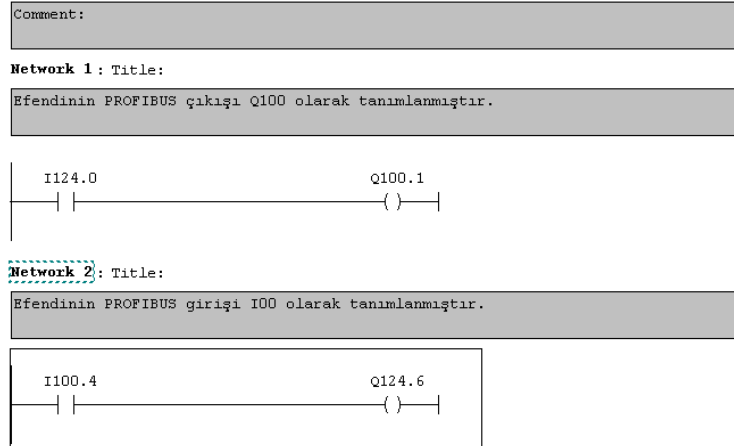 Comment:
Network 1 : Title:
Efendinin PROFIBUS çıkışı Q100 olarak tanımlanmıştır.
I124.0 Q100.1
Network 2 : Title:
Efendinin PROFIBUS girişi I00 olarak tanımlanmıştır.
I100.4 Q124.6